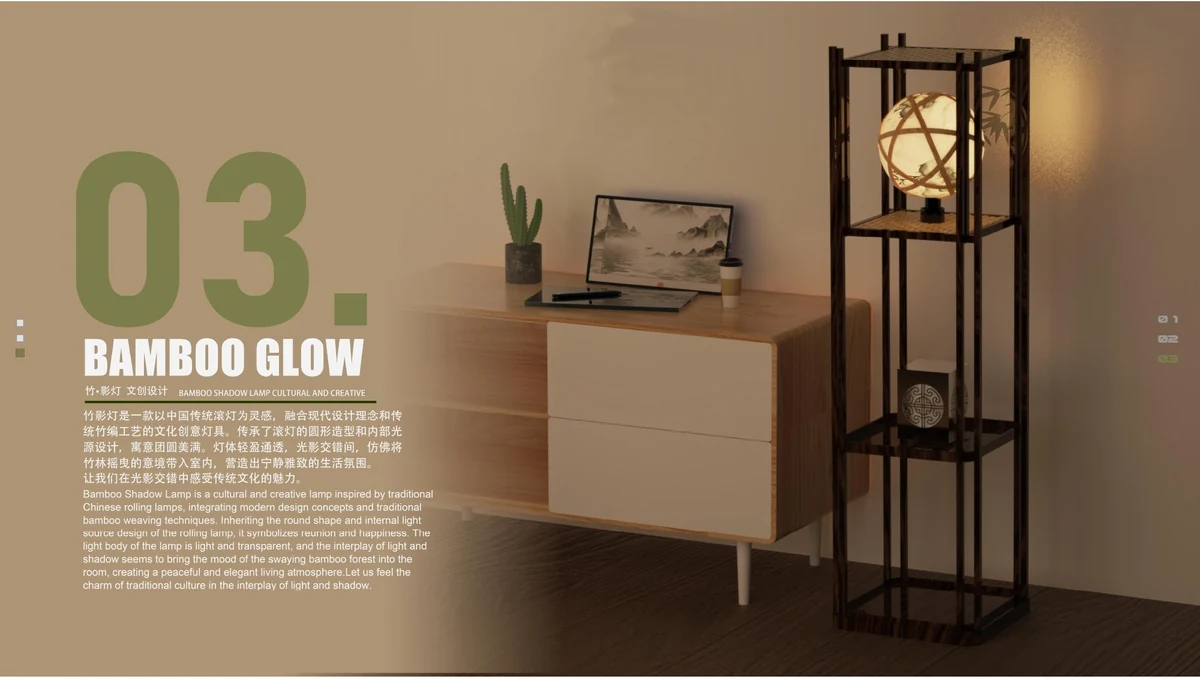 03.
BAMBOO GLOW
竹•影灯 文创设计 BAMBOO SHADOW LAMP CULTURAL AND CREATIVE
竹影灯是一款以中国传统滚灯为灵感，融合现代设计理念和传
统竹编工艺的文化创意灯具。传承了滚灯的圆形造型和内部光
源设计，寓意团圆美满。灯体轻盈通透，光影交错间，仿佛将
竹林摇曳的意境带入室内，营造出宁静雅致的生活氛围。
让我们在光影交错中感受传统文化的魅力。
Bamboo Shadow Lamp is a cultural and creative lamp inspired by traditional
Chinese rolling lamps, integrating modern design concepts and traditional
bamboo weaving techniques. Inheriting the round shape and internal light
source design of the rolling lamp, it symbolizes reunion and happiness. The
light body of the lamp is light and transparent, and the interplay of light and
shadow seems to bring the mood of the swaying bamboo forest into the
room, creating a peaceful and elegant living atmosphere.Let us feel the
charm of traditional culture in the interplay of light and shadow.
01
02
03